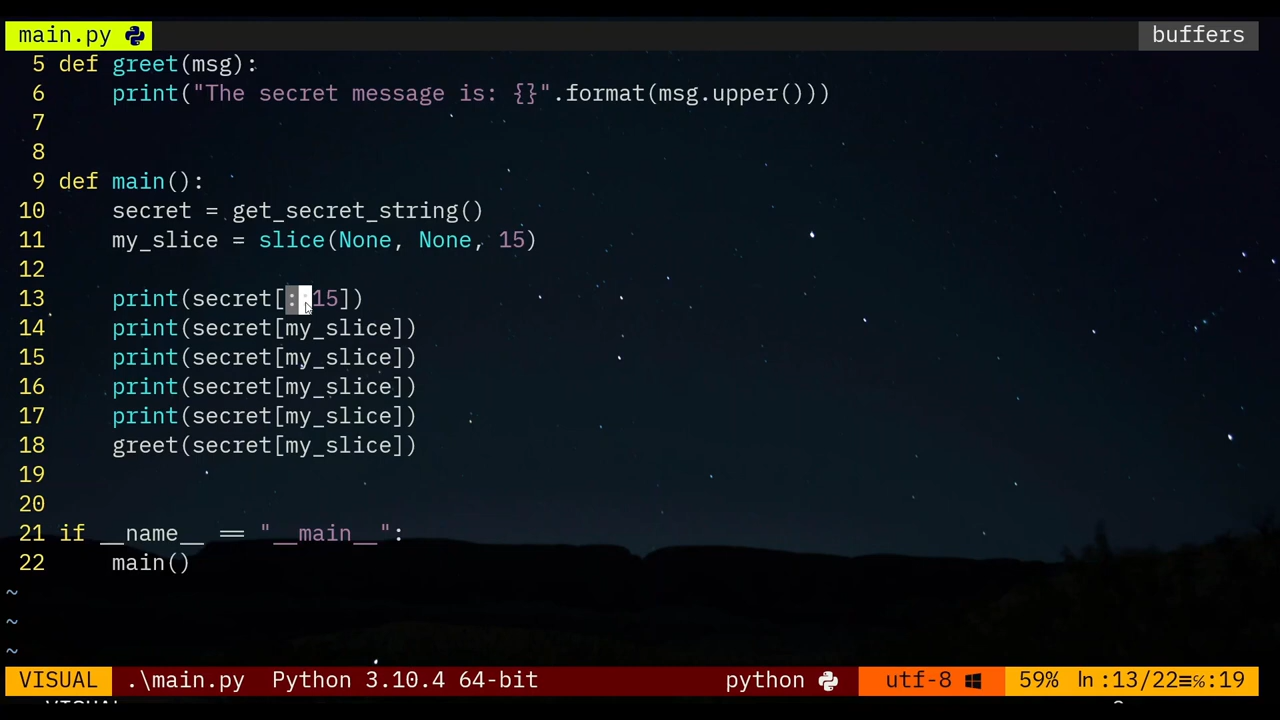 main.py buffers
5 def greet(msg):
6 print("The secret message is: {}".format(msg.upper()))
7
8
9 def main():
10 secret = get_secret_string()
11 my_slice = slice(None, None, 15)
12
13 print(secret[::15])
14 print(secret[my_slice])
15 print(secret[my_slice])
16 print(secret[my_slice])
17 print(secret[my_slice])
18 greet(secret[my_slice])
19
20
21 if __name__ == "__main__":
22 main()
~
~
~
VISUAL .\main.py Python 3.10.4 64-bit python utf-8 59% ln :13/22≡℅:19